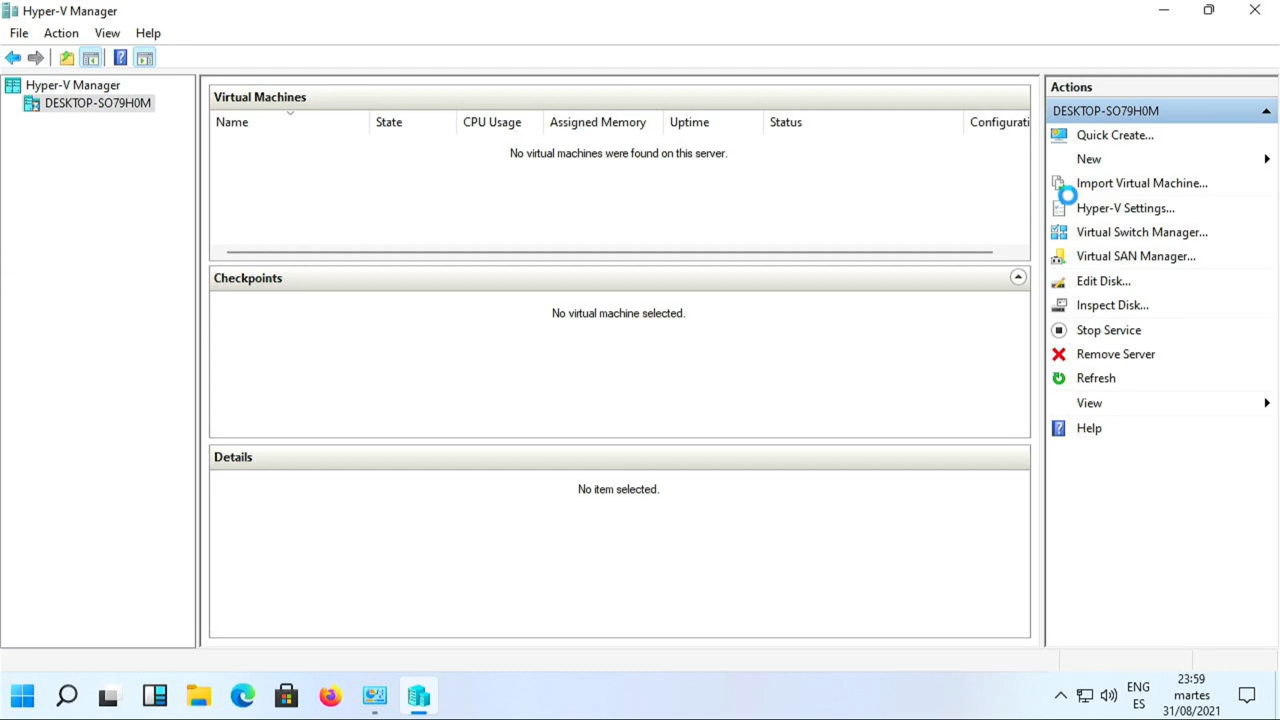 Hyper-V Manager
File Action View Help
Hyper-V Manager
DESKTOP-SO79H0M
Virtual Machines
Name State CPU Usage Assigned Memory Uptime Status Configurati
No virtual machines were found on this server.
Checkpoints
No virtual machine selected.
Details
No item selected.
Actions
DESKTOP-SO79H0M
Quick Create...
New
Import Virtual Machine...
Hyper-V Settings...
Virtual Switch Manager...
Virtual SAN Manager...
Edit Disk...
Inspect Disk...
Stop Service
Remove Server
Refresh
View
Help
ENG
ES
23:59
martes
31/08/2021